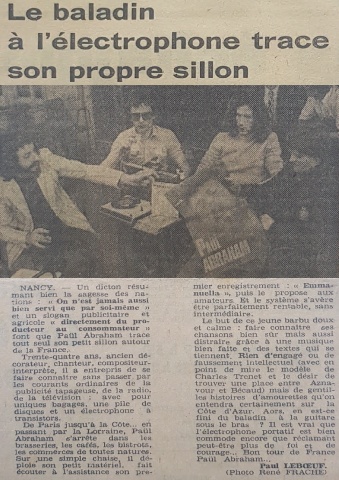 Le baladin
à l'électrophone trace
son propre sillon
PAUL
ABRAHAM
NANCY. — Un dicton résu-
mant bien la sagesse des na-
tions : « On n'est jamais aussi
bien servi que par soi-même »
et un slogan publicitaire et
agricole « directement du pro-
ducteur au consommateur »
font que Paül Abraham trace
tout seul son petit sillon autour
de la France.
Trente-quatre ans, ancien dé-
corateur, chanteur, compositeur-
interprète, il a entrepris de se
faire connaître sans passer par
les courants ordinaires de la
publicité tapageuse, de la radio,
de la télévision ; avec pour
uniques bagages, une pile de
disques et un électrophone à
transistors.
De Paris jusqu'à la Côte... en
passant par la Lorraine, Paül
Abraham s'arrête dans les
brasseries, les cafés, les bistrots,
les commerces de toutes natures.
Sur une simple chaise, il dé-
ploie son petit matériel, fait
écouter à l'assistance son pre-
mier enregistrement : « Emma-
nuella », puis le propose aux
amateurs. Et le système s'avère
être parfaitement rentable, sans
intermédiaire.
Le but de ce jeune barbu doux
et calme : faire connaître ses
chansons bien sûr mais aussi
distraire grâce à une musique
bien faite et des textes qui se
tiennent. Rien d'engagé ou de
faussement intellectuel (avec en
point de mire le modèle de
Charles Trenet et le désir de
trouver une place entre Azna-
vour et Bécaud) mais de gentil-
les histoires d'amourettes qu'on
entendra certainement sur la
Côte d'Azur. Alors, en est-ce
fini du baladin à la guitare
sous le bras ? Il est vrai que
l'électrophone portatif est bien
commode encore que réclamant
peut-être plus de foi et de
courage... Bon tour de France
Paül Abraham...
Paul LEBŒUF.
(Photo René FRACHE)